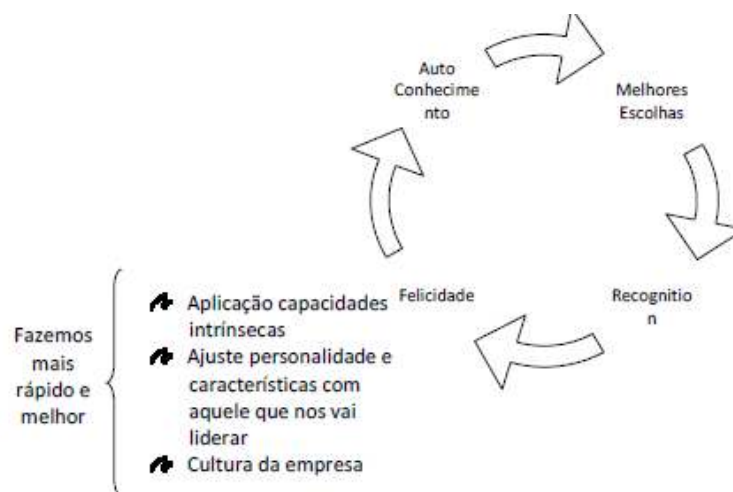 Auto
Conhecime
nto
Melhores
Escolhas
Recognitio
n
Felicidade
Fazemos
mais
rápido e
melhor
Aplicação capacidades
intrínsecas
Ajuste personalidade e
características com
aquele que nos vai
liderar
Cultura da empresa